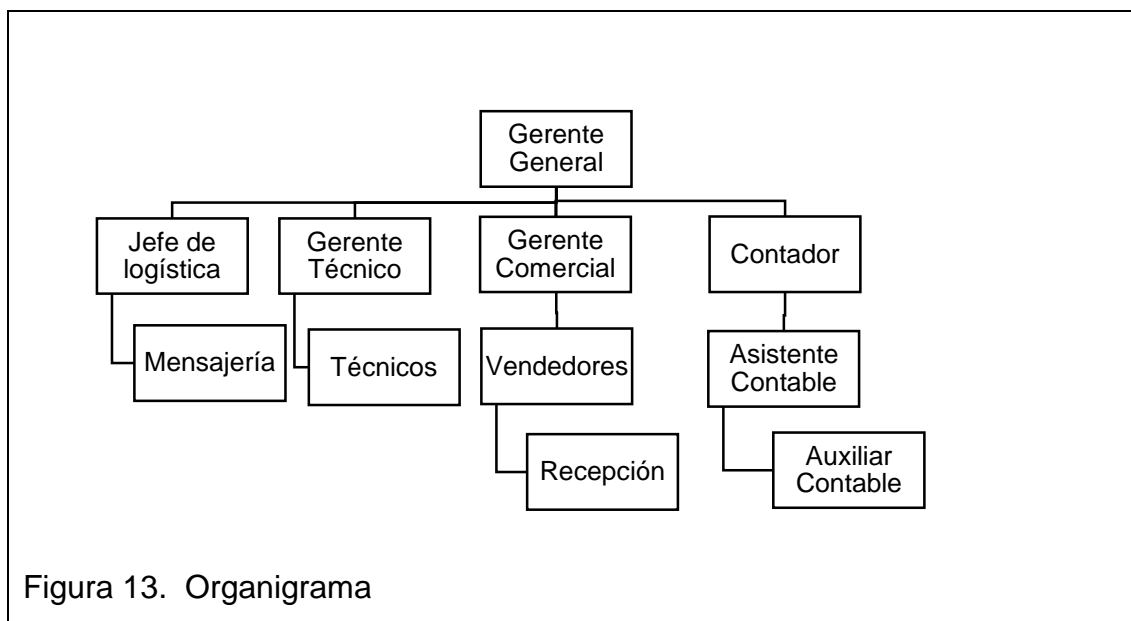 Gerente
General
Jefe de
logística
Gerente
Técnico
Gerente
Comercial
Contador
Mensajería
Técnicos
Vendedores
Asistente
Contable
Recepción
Auxiliar
Contable
Figura 13.  Organigrama